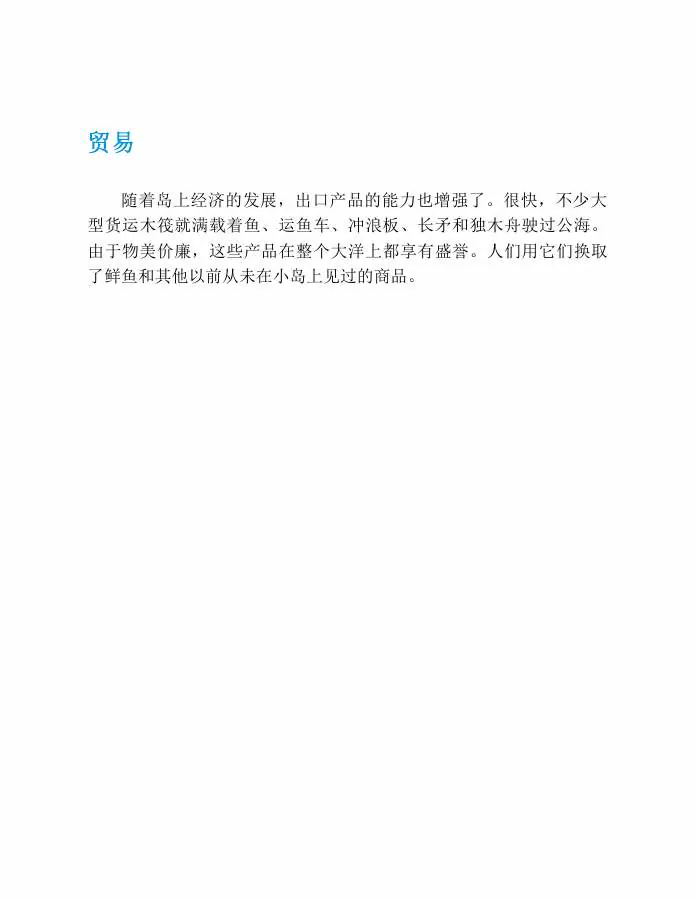 贸易
随着岛上经济的发展，出口产品的能力也增强了。很快，不少大
型货运木筏就满载着鱼、运鱼车、冲浪板、长矛和独木舟驶过公海。
由于物美价廉，这些产品在整个大洋上都享有盛誉。人们用它们换取
了鲜鱼和其他以前从未在小岛上见过的商品。